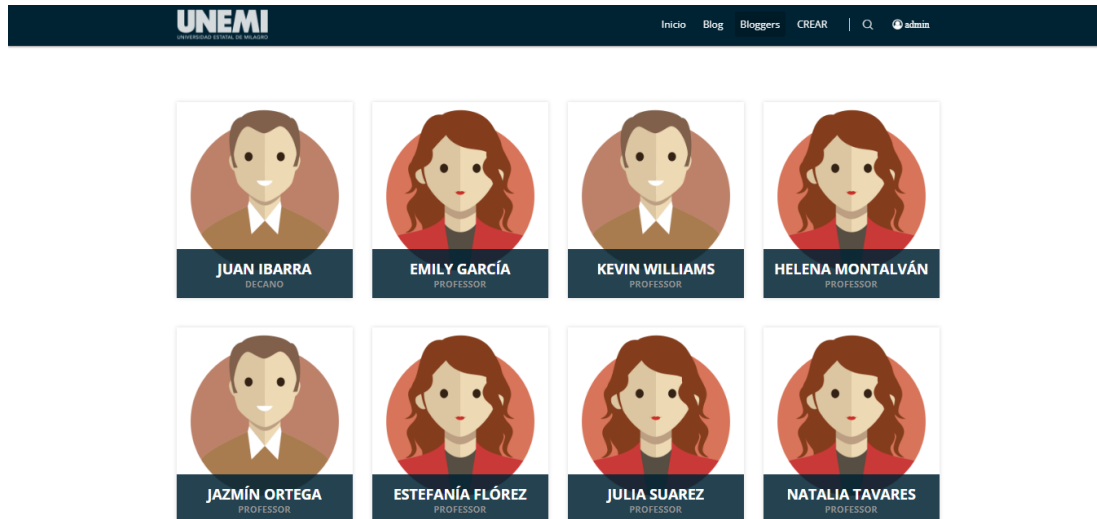 UNEMI
UNIVERSIDAD ESTATAL DE MILAGRO
Inicio Blog Bloggers CREAR admin
JUAN IBARRA
DECANO
EMILY GARCÍA
PROFESSOR
KEVIN WILLIAMS
PROFESSOR
HELENA MONTALVÁN
PROFESSOR
JAZMÍN ORTEGA
PROFESSOR
ESTEFANÍA FLÓREZ
PROFESSOR
JULIA SUAREZ
PROFESSOR
NATALIA TAVARES
PROFESSOR